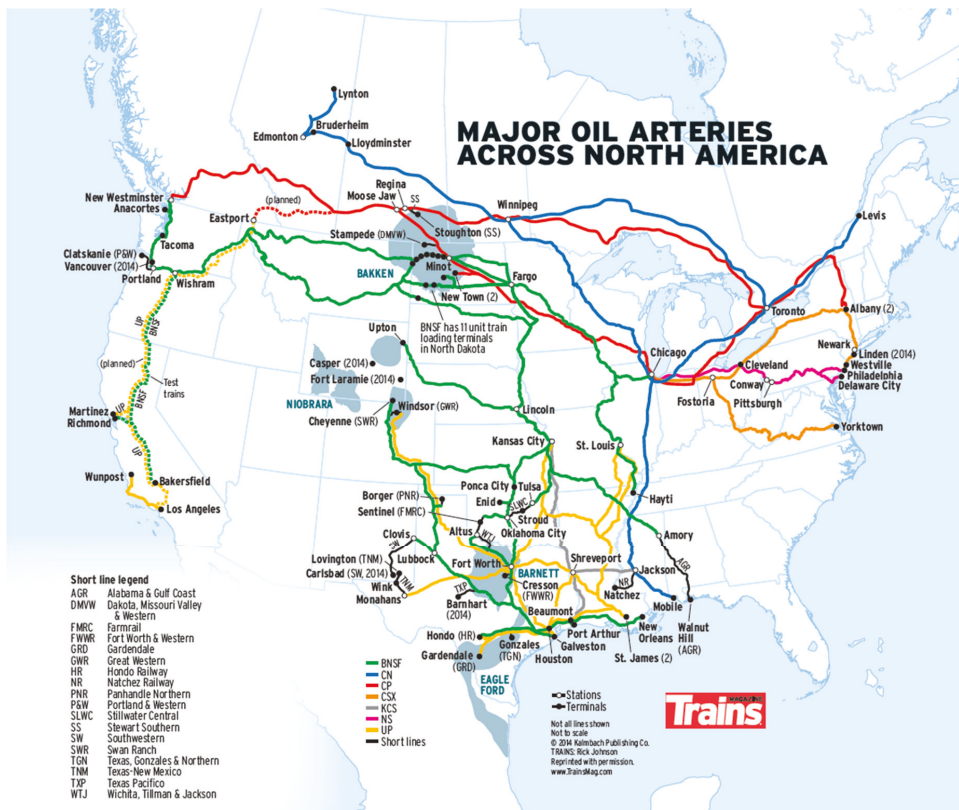 MAJOR OIL ARTERIES
ACROSS NORTH AMERICA
Lynton
Bruderheim
Edmonton
Lloydminster
Regina
Moose Jaw
SS
Winnipeg
Stoughton (SS)
Stampede (DMVW)
(planned)
Eastport
New Westminster
Anacortes
Tacoma
Clatskanie (P&W)
Vancouver (2014)
Portland
Wishram
BAKKEN
Minot
Fargo
New Town (2)
BNSF has 11 unit train
loading terminals
in North Dakota
Levis
Toronto
Albany (2)
Newark
Linden (2014)
Westville
Philadelphia
Delaware City
Chicago
Cleveland
Conway
Pittsburgh
Fostoria
Yorktown
UP
BNSF
(planned)
Test
trains
UP
BNSF
UP
Martinez
Richmond
Wunpost
Bakersfield
Los Angeles
Upton
Casper (2014)
Fort Laramie (2014)
NIOBRARA
Windsor (GWR)
Cheyenne (SWR)
Lincoln
Kansas City
St. Louis
Hayti
Ponca City
Tulsa
Enid
SLWC
Stroud
Oklahoma City
Borger (PNR)
Sentinel (FMRC)
Altus
WTJ
Clovis
SW
Lovington (TNM)
Carlsbad (SW, 2014)
Wink
TNM
Monahans
Lubbock
Fort Worth
BARNETT
Cresson
(FWWR)
TXP
Barnhart
(2014)
Shreveport
Amory
AGR
Jackson
NR
Natchez
Mobile
Walnut
Hill
(AGR)
New
Orleans
St. James (2)
Beaumont
Port Arthur
Galveston
Houston
Hondo (HR)
Gonzales
(TGN)
Gardendale
(GRD)
EAGLE
FORD
Short line legend
AGR Alabama & Gulf Coast
DMVW Dakota, Missouri Valley
& Western
FMRC Farmrail
FWWR Fort Worth & Western
GRD Gardendale
GWR Great Western
HR Hondo Railway
NR Natchez Railway
PNR Panhandle Northern
P&W Portland & Western
SLWC Stillwater Central
SS Stewart Southern
SW Southwestern
SWR Swan Ranch
TGN Texas, Gonzales & Northern
TNM Texas-New Mexico
TXP Texas Pacifico
WTJ Wichita, Tillman & Jackson
BNSF
CN
CP
CSX
KCS
NS
UP
Short lines
Stations
Terminals
Not all lines shown
Not to scale
© 2014 Kalmbach Publishing Co.
TRAINS: Rick Johnson
Reprinted with permission.
www.TrainsMag.com
Trains
MAGAZINE